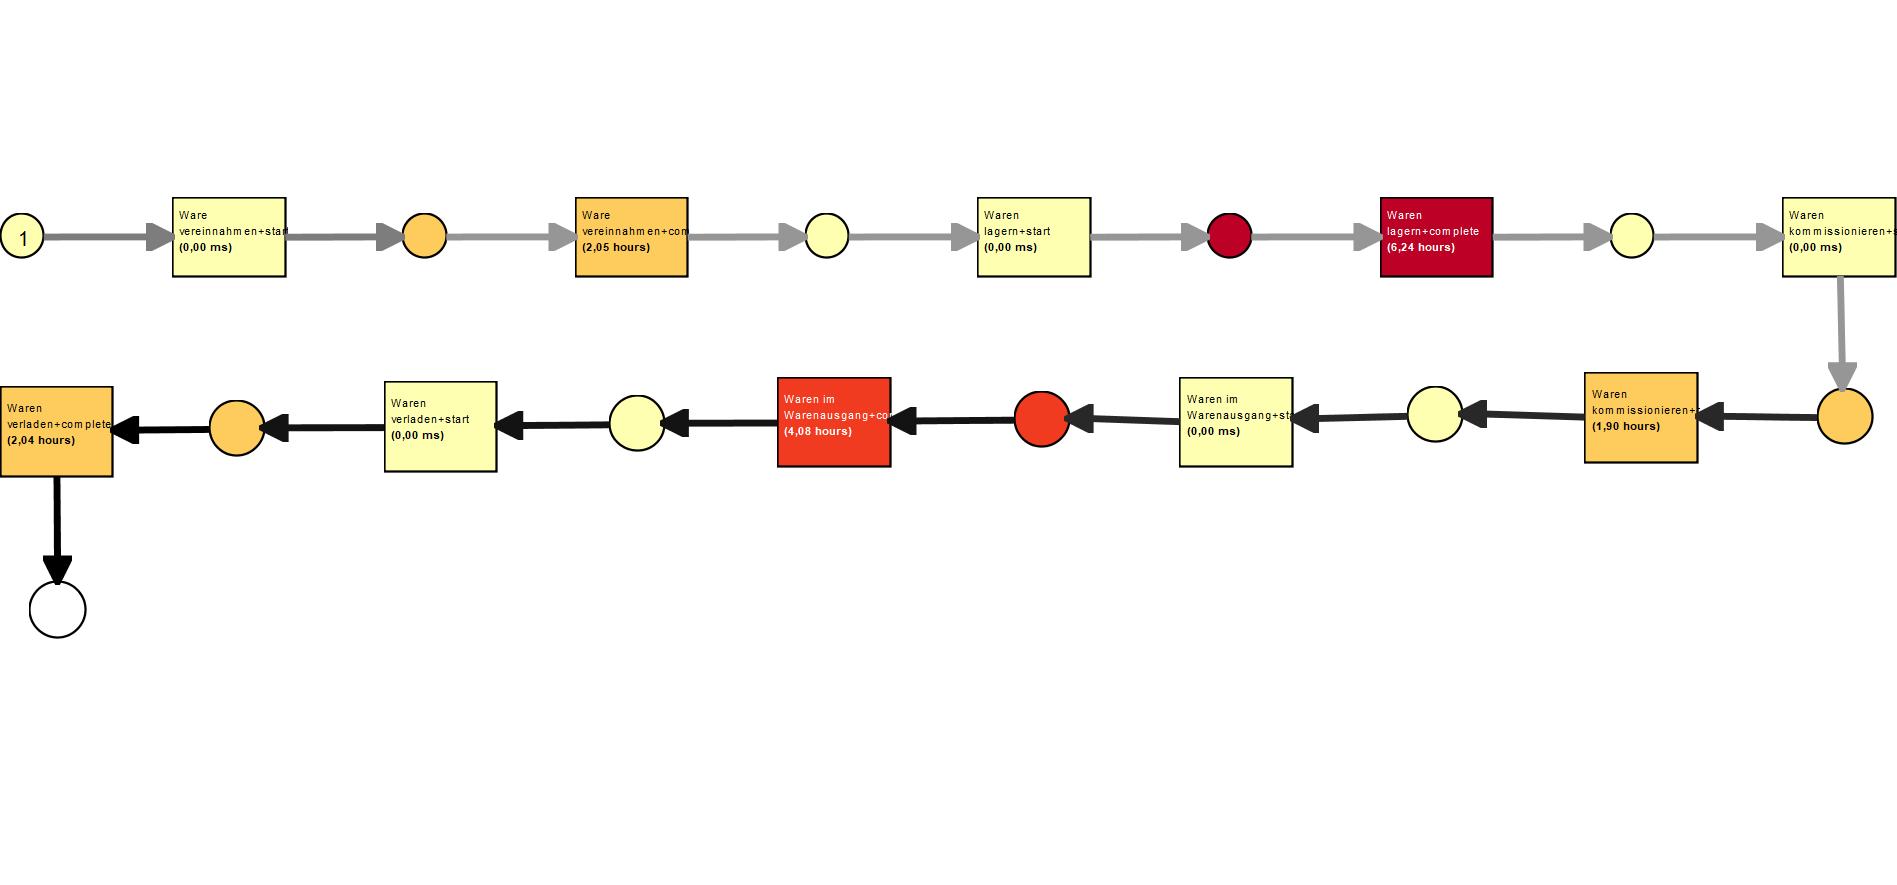 1
Ware
vereinnahmen+start
(0,00 ms)
Ware
vereinnahmen+com
(2,05 hours)
Waren
lagern+start
(0,00 ms)
Waren
lagern+complete
(6,24 hours)
Waren
kommissionieren+s
(0,00 ms)
Waren
verladen+complete
(2,04 hours)
Waren
verladen+start
(0,00 ms)
Waren im
Warenausgang+co
(4,08 hours)
Waren im
Warenausgang+sta
(0,00 ms)
Waren
kommissionieren+
(1,90 hours)